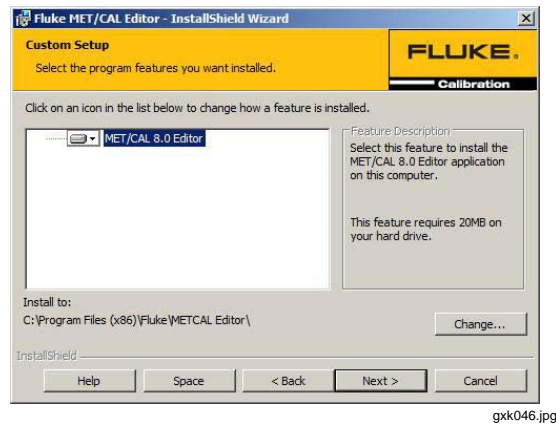 Fluke MET/CAL Editor - InstallShield Wizard
Custom Setup
Select the program features you want installed.
FLUKE®
Calibration
Click on an icon in the list below to change how a feature is installed.
MET/CAL 8.0 Editor
Feature Description
Select this feature to install the
MET/CAL 8.0 Editor application
on this computer.
This feature requires 20MB on
your hard drive.
Install to:
C:\Program Files (x86)\Fluke\METCAL Editor\
Change...
InstallShield
Help
Space
< Back
Next >
Cancel
gxk046.jpg